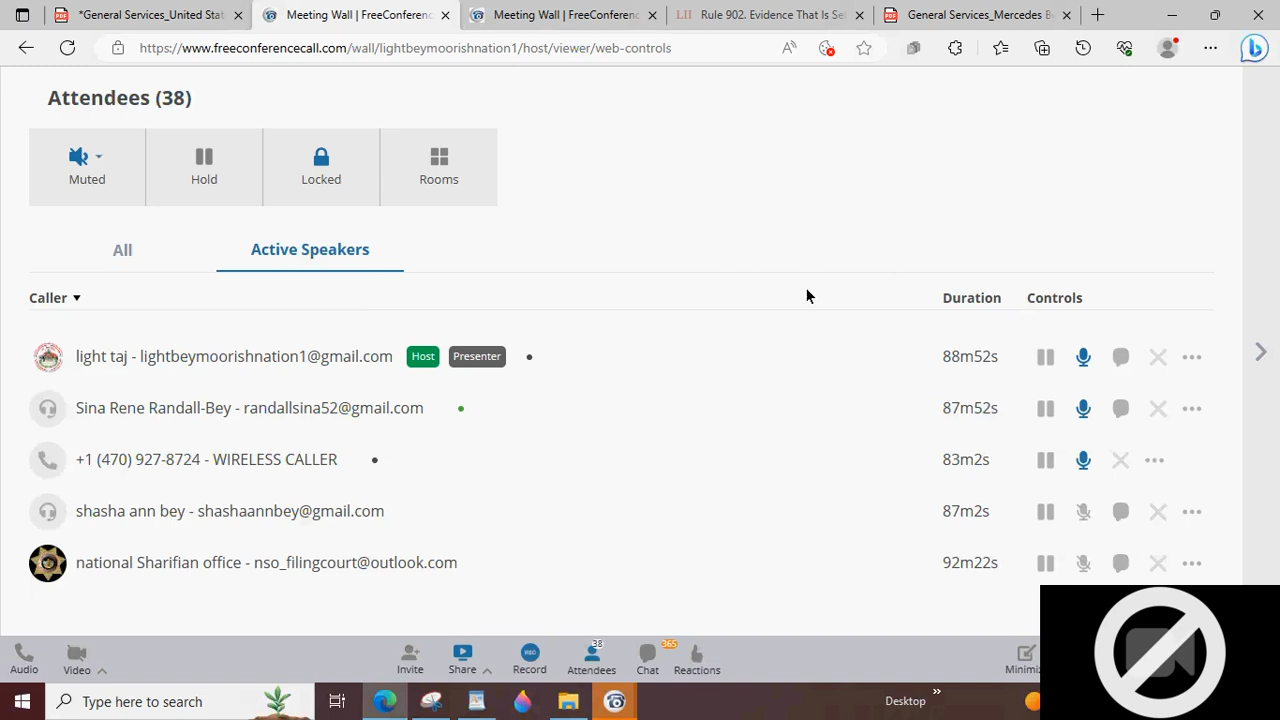 *General Services_United Stat
Meeting Wall | FreeConferenc
Meeting Wall | FreeConferenc
LII Rule 902. Evidence That Is Sel
General Services_Mercedes B
https://www.freeconferencecall.com/wall/lightbeymoorishnation1/host/viewer/web-controls
Attendees (38)
Muted Hold Locked Rooms
All Active Speakers
Caller Duration Controls
light taj - lightbeymoorishnation1@gmail.com Host Presenter 88m52s
Sina Rene Randall-Bey - randallsina52@gmail.com 87m52s
+1 (470) 927-8724 - WIRELESS CALLER 83m2s
shasha ann bey - shashaannbey@gmail.com 87m2s
national Sharifian office - nso_filingcourt@outlook.com 92m22s
38 365
Audio Video Invite Share REC Record Attendees Chat Reactions Minimiz
Type here to search Desktop